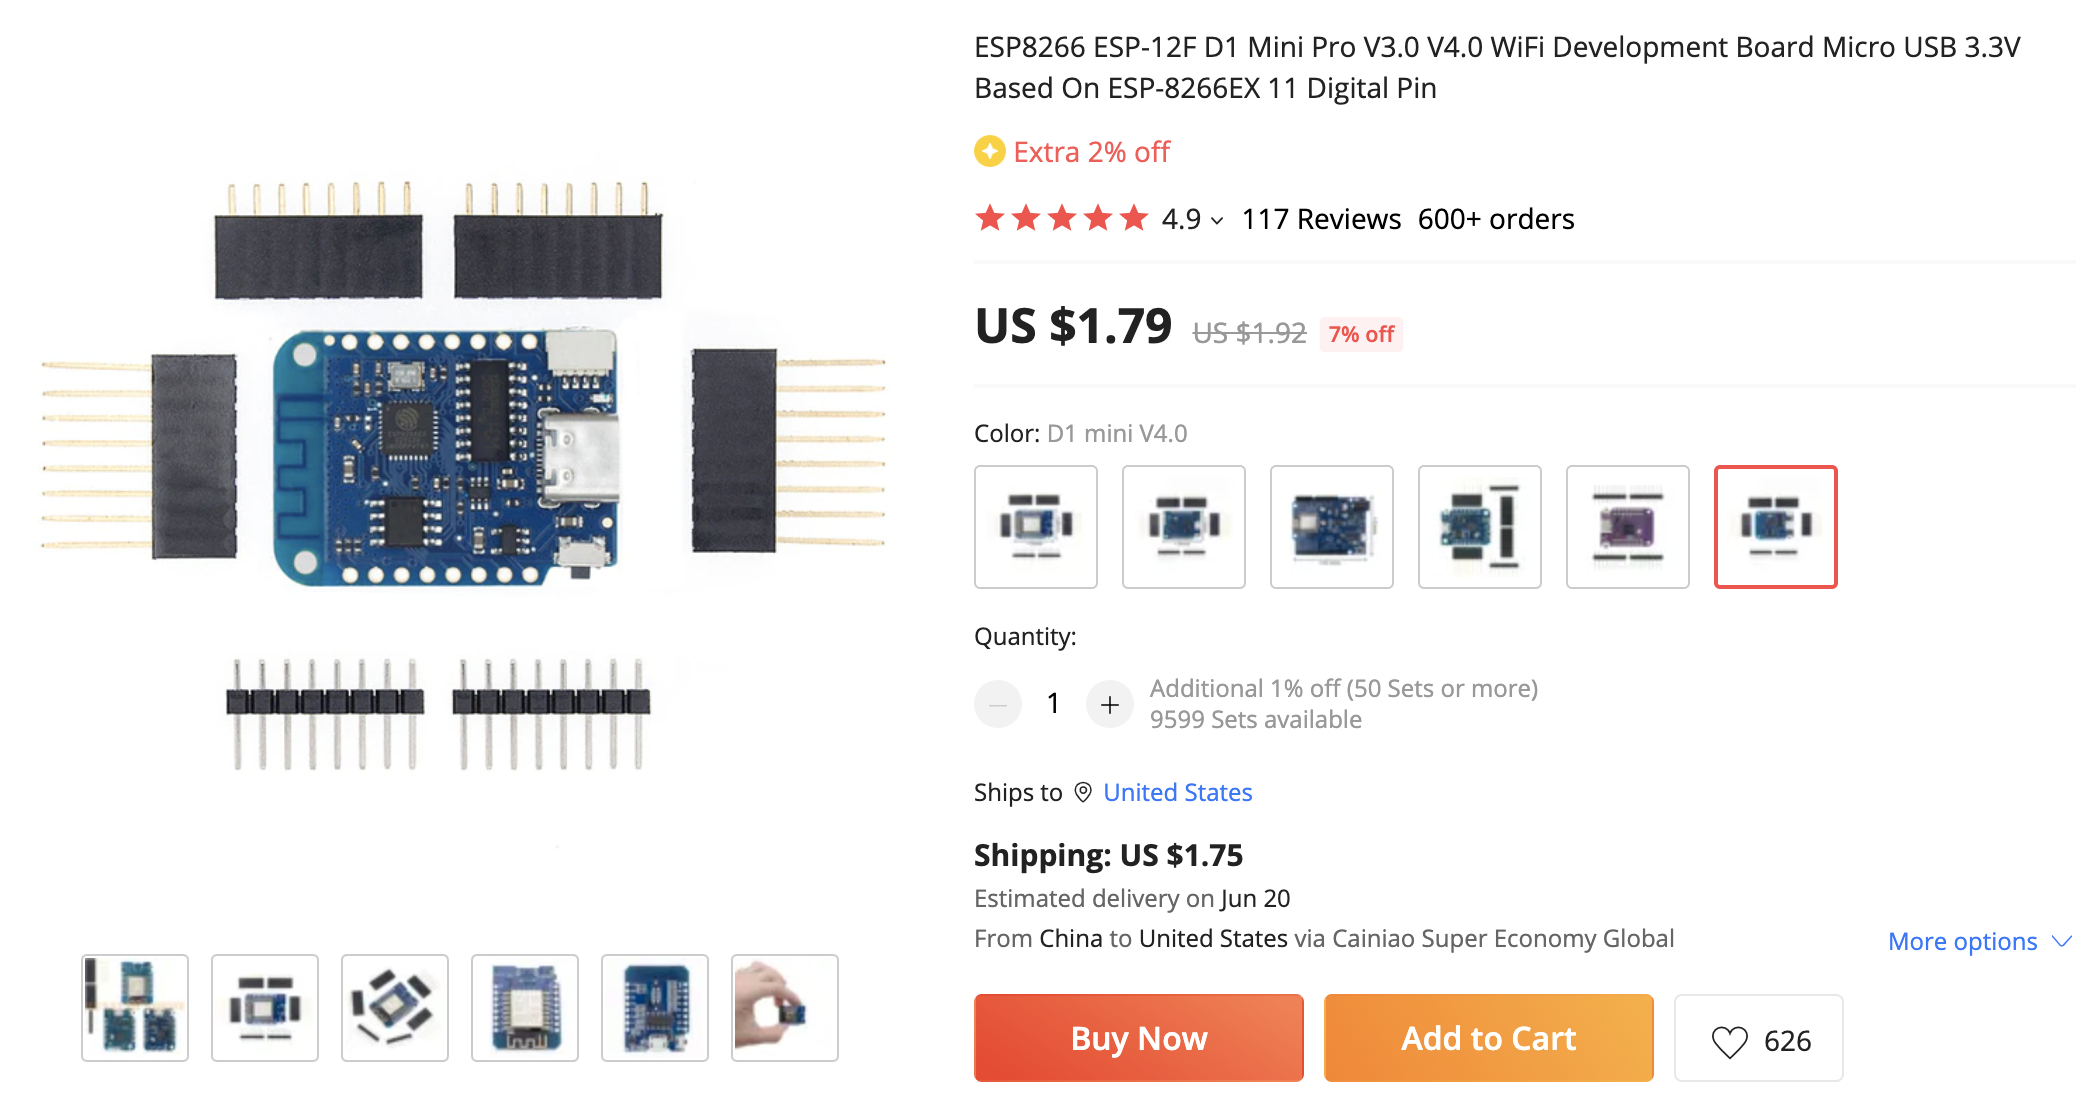 ESP8266 ESP-12F D1 Mini Pro V3.0 V4.0 WiFi Development Board Micro USB 3.3V
Based On ESP-8266EX 11 Digital Pin
Extra 2% off
4.9 117 Reviews 600+ orders
US $1.79 US $1.92 7% off
Color: D1 mini V4.0
Quantity:
1
Additional 1% off (50 Sets or more)
9599 Sets available
Ships to United States
Shipping: US $1.75
Estimated delivery on Jun 20
From China to United States via Cainiao Super Economy Global
More options
Buy Now
Add to Cart
626